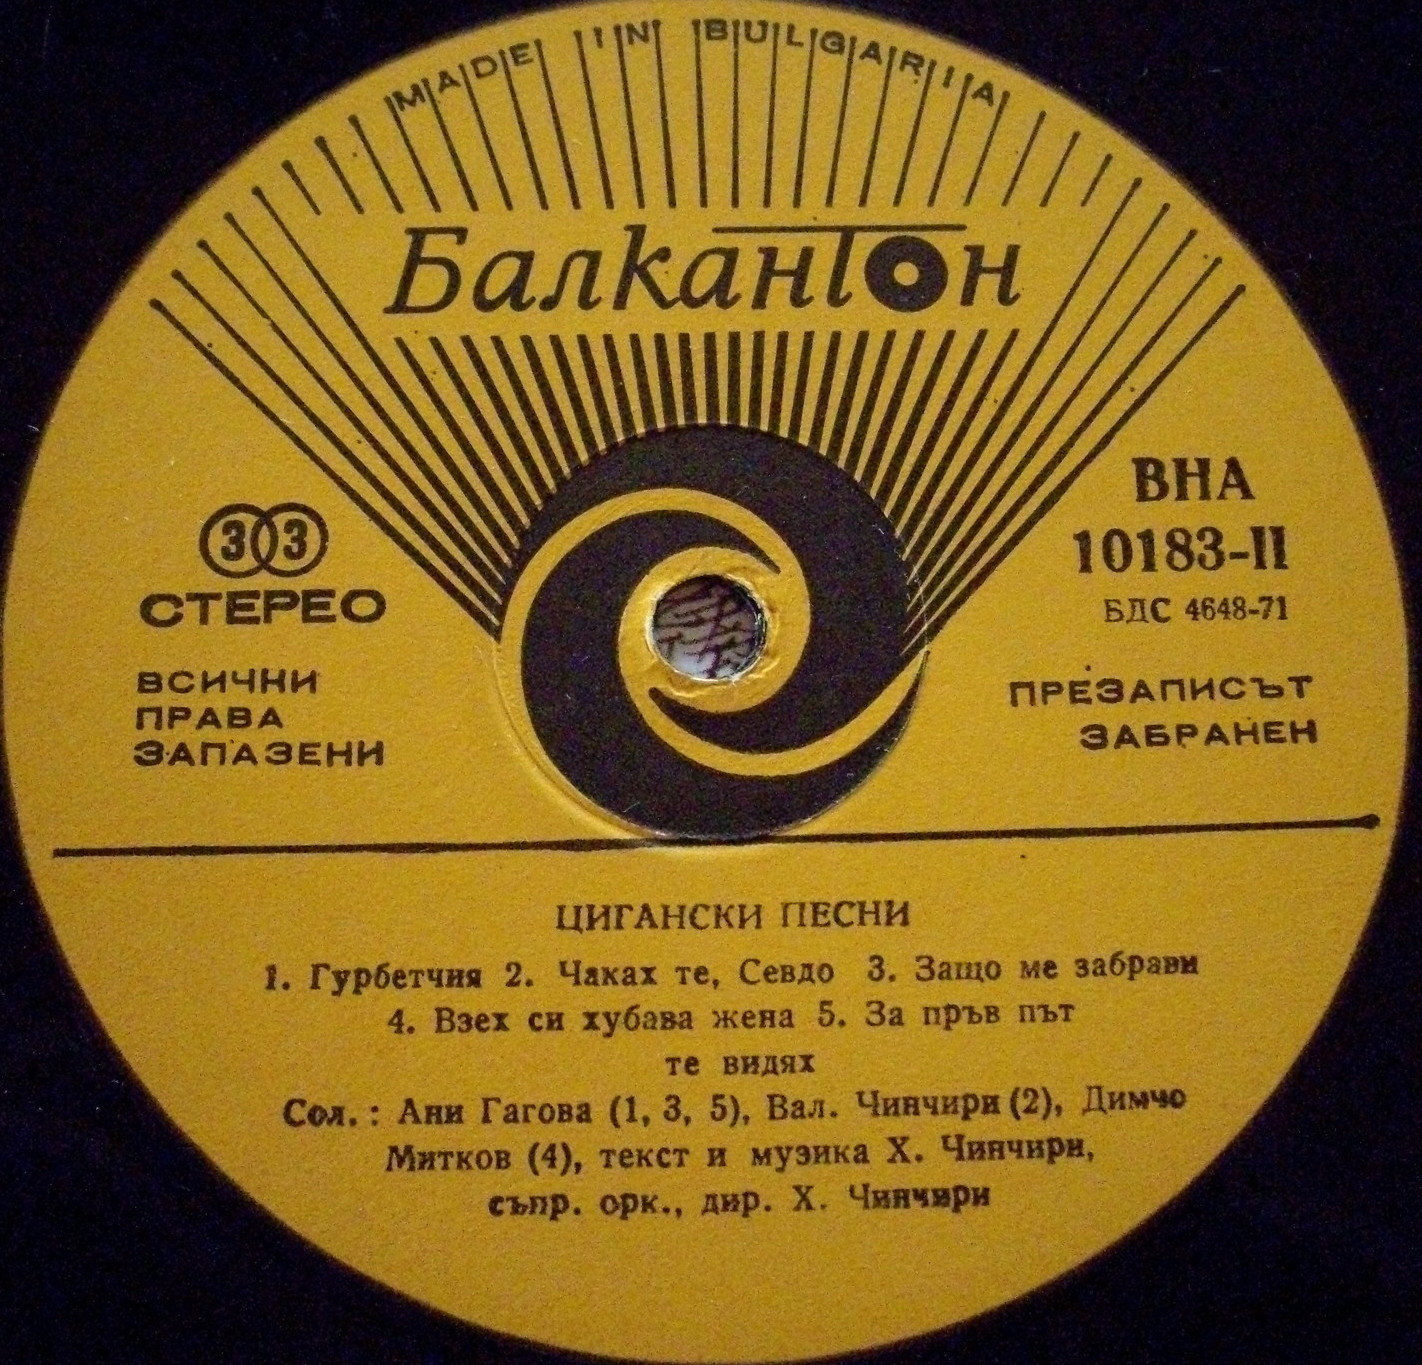 MADE IN BULGARIA
Балкантон
33
СТЕРЕО
ВСИЧНИ
ПРАВА
ЗАПАЗЕНИ
ВНА
10183-II
БДС 4648-71
ПРЕЗАПИСЪТ
ЗАБРАНЕН
ЦИГАНСКИ ПЕСНИ
1. Гурбетчия 2. Чаках те, Севдо 3. Защо ме забрави
4. Взех си хубава жена 5. За пръв път
те видях
Сол.: Ани Гагова (1, 3, 5), Вал. Чинчири (2), Димчо
Митков (4), текст и музика Х. Чинчири,
съпр. орк., дир. Х. Чинчири